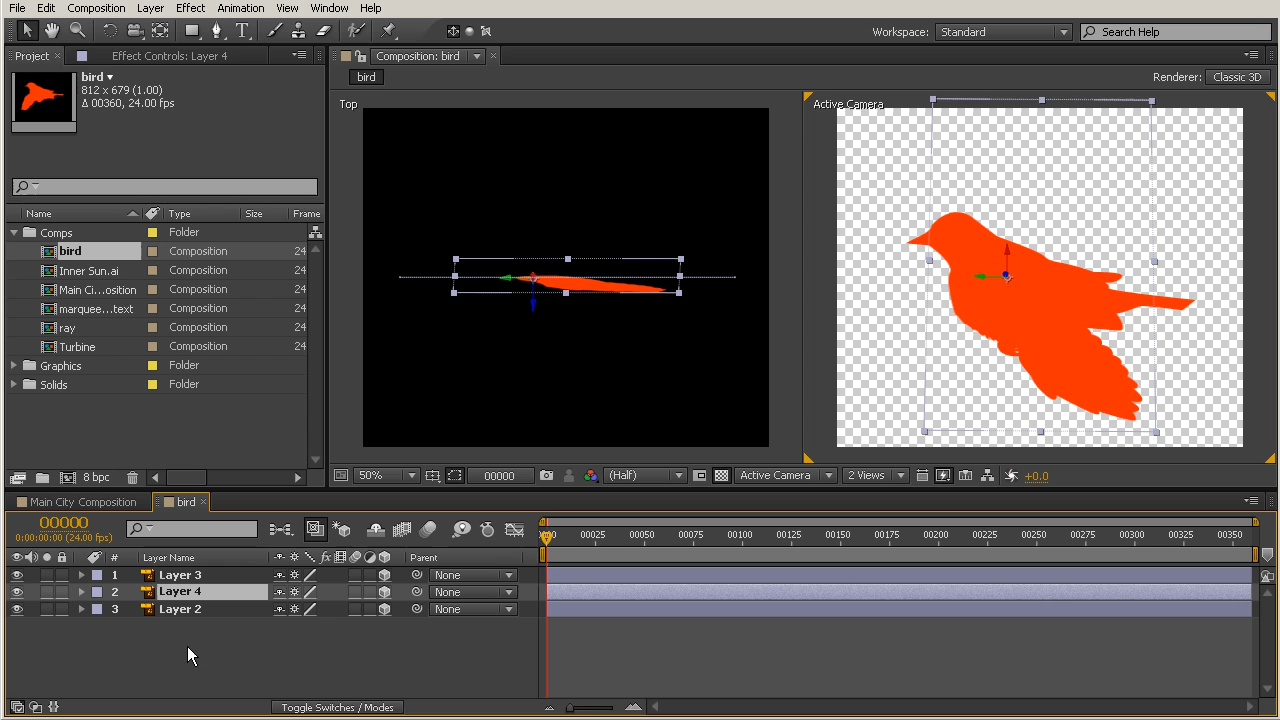 File Edit Composition Layer Effect Animation View Window Help
Workspace: Standard Search Help
Project Effect Controls: Layer 4 Composition: bird
bird
812 x 679 (1.00)
Δ 00360, 24.00 fps
bird Renderer: Classic 3D
Top Active Camera
Name Type Size Frame
Comps Folder
bird Composition 24
Inner Sun.ai Composition 24
Main Ci...osition Composition 24
marquee...text Composition 24
ray Composition 24
Turbine Composition 24
Graphics Folder
Solids Folder
8 bpc 50% 00000 (Half) Active Camera 2 Views +0.0
Main City Composition bird
00000
0:00:00:00 (24.00 fps)
00025 00050 00075 00100 00125 00150 00175 00200 00225 00250 00275 00300 00325 00350
# Layer Name fx Parent
1 Layer 3 None
2 Layer 4 None
3 Layer 2 None
Toggle Switches / Modes